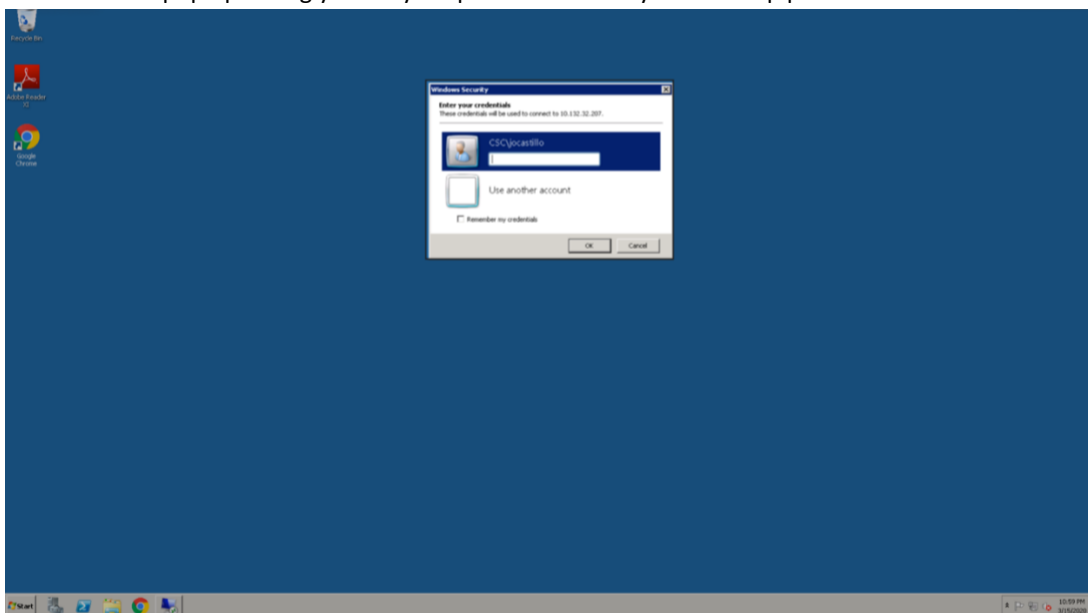 Recycle Bin
Adobe Reader
XI
Google
Chrome
Windows Security
Enter your credentials
These credentials will be used to connect to 10.132.32.207.
CSC\jocastillo
Use another account
Remember my credentials
OK
Cancel
Start
10:59 PM